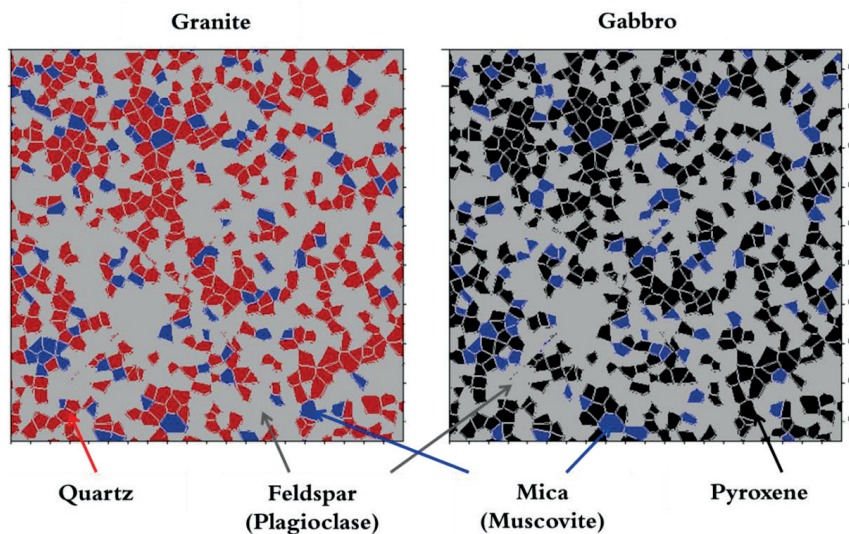 Granite
Gabbro
Quartz
Feldspar
(Plagioclase)
Mica
(Muscovite)
Pyroxene